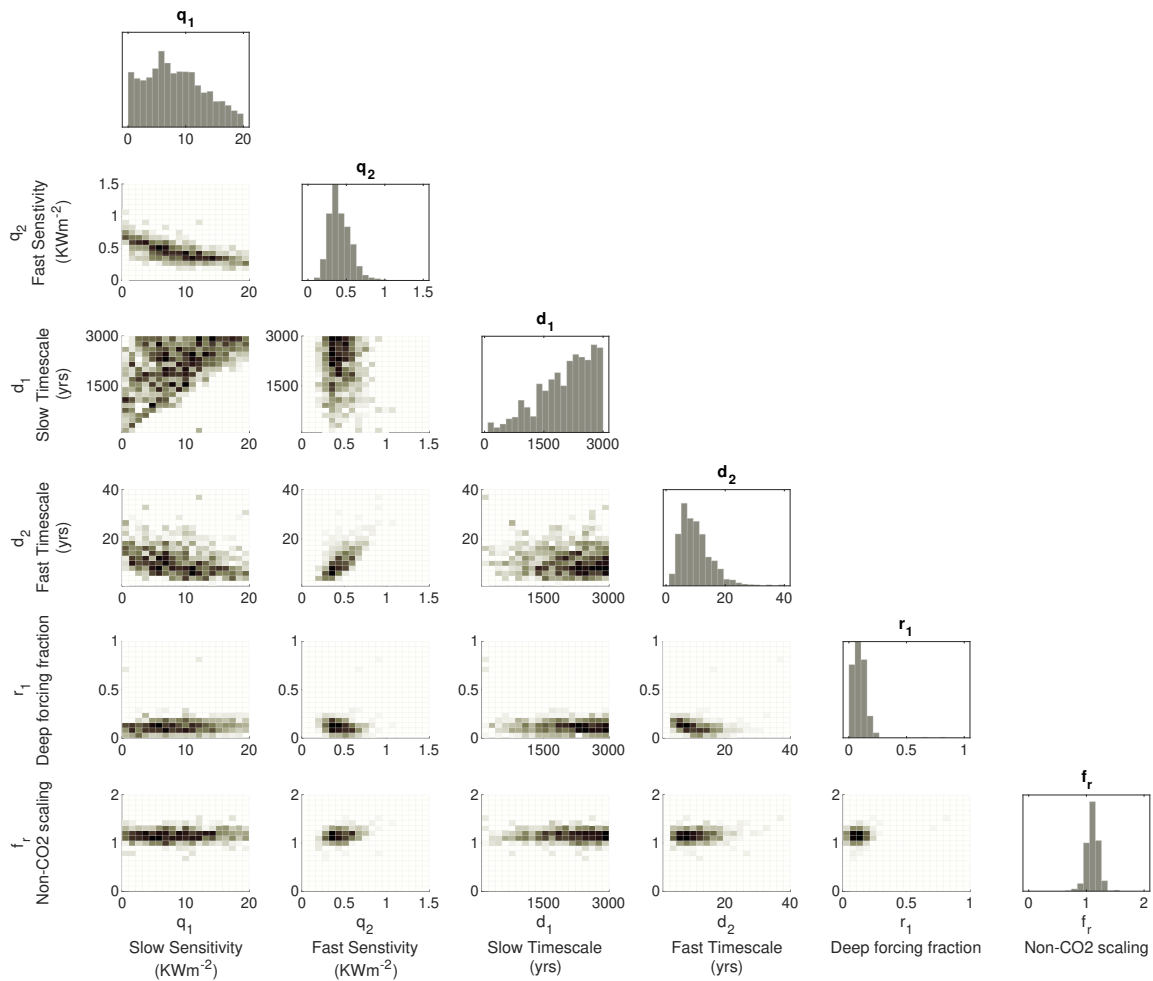 q1
0 10 20
q2
Fast Senstivity
(KWm-2)
1.5
1
0.5
0
0 10 20
q2
0 0.5 1 1.5
d1
Slow Timescale
(yrs)
3000
1500
0 10 20
0 0.5 1 1.5
d1
0 1500 3000
d2
Fast Timescale
(yrs)
40
20
0 10 20
0 0.5 1 1.5
1500 3000
d2
0 20 40
r1
Deep forcing fraction
1
0.5
0
0 10 20
1
0.5
0
0 0.5 1 1.5
1
0.5
0
1500 3000
1
0.5
0
0 20 40
r1
0 0.5 1
fr
Non-CO2 scaling
2
1
0
0 10 20
2
1
0
0 0.5 1 1.5
2
1
0
1500 3000
2
1
0
0 20 40
2
1
0
0 0.5 1
fr
0 1 2
q1
Slow Sensitivity
(KWm-2)
q2
Fast Senstivity
(KWm-2)
d1
Slow Timescale
(yrs)
d2
Fast Timescale
(yrs)
r1
Deep forcing fraction
fr
Non-CO2 scaling